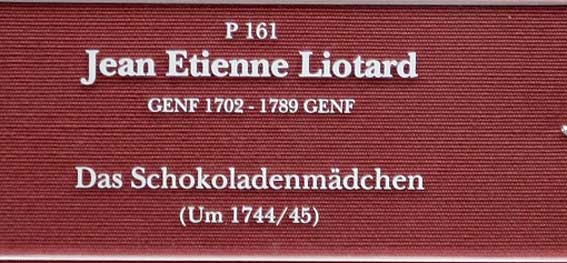 P 161
Jean Etienne Liotard
GENF 1702 - 1789 GENF
Das Schokoladenmädchen
(Um 1744/45)